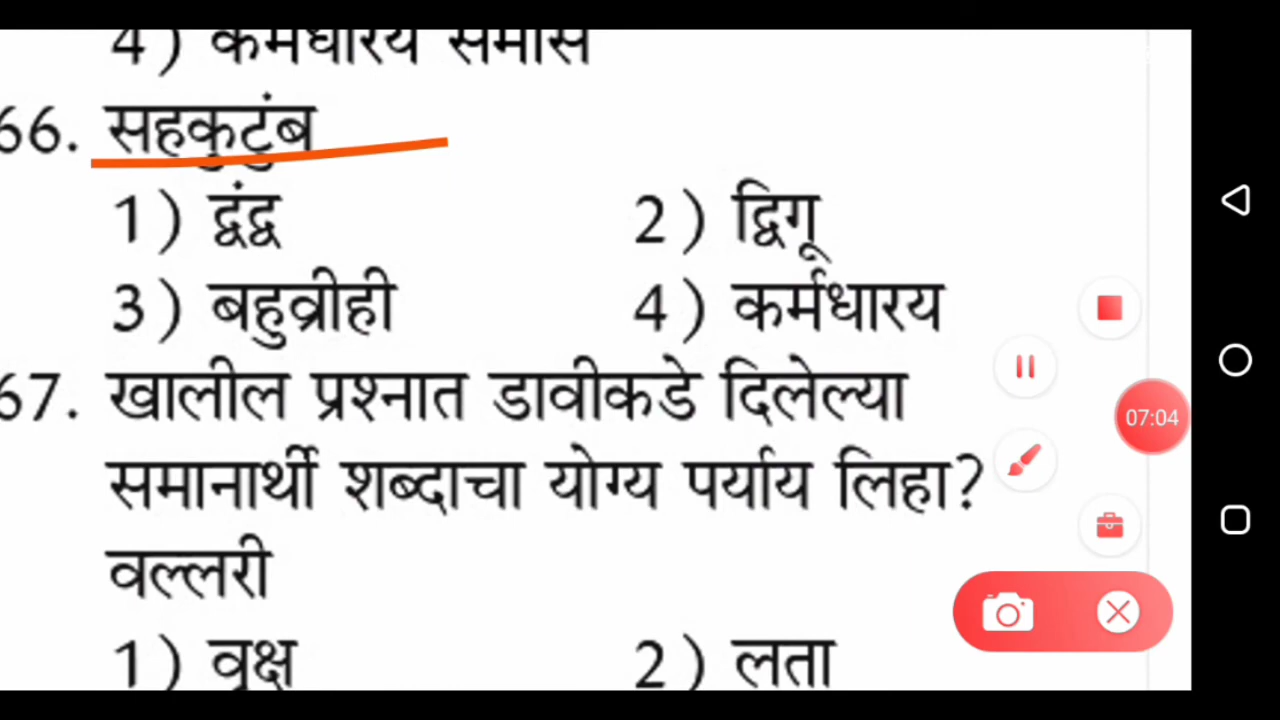 4) कर्मधारय समास
66. सहकुटुंब
1) द्वंद्व 2) द्विगू
3) बहुव्रीही 4) कर्मधारय
67. खालील प्रश्नात डावीकडे दिलेल्या
समानार्थी शब्दाचा योग्य पर्याय लिहा?
वल्लरी
1) वृक्ष 2) लता
07:04